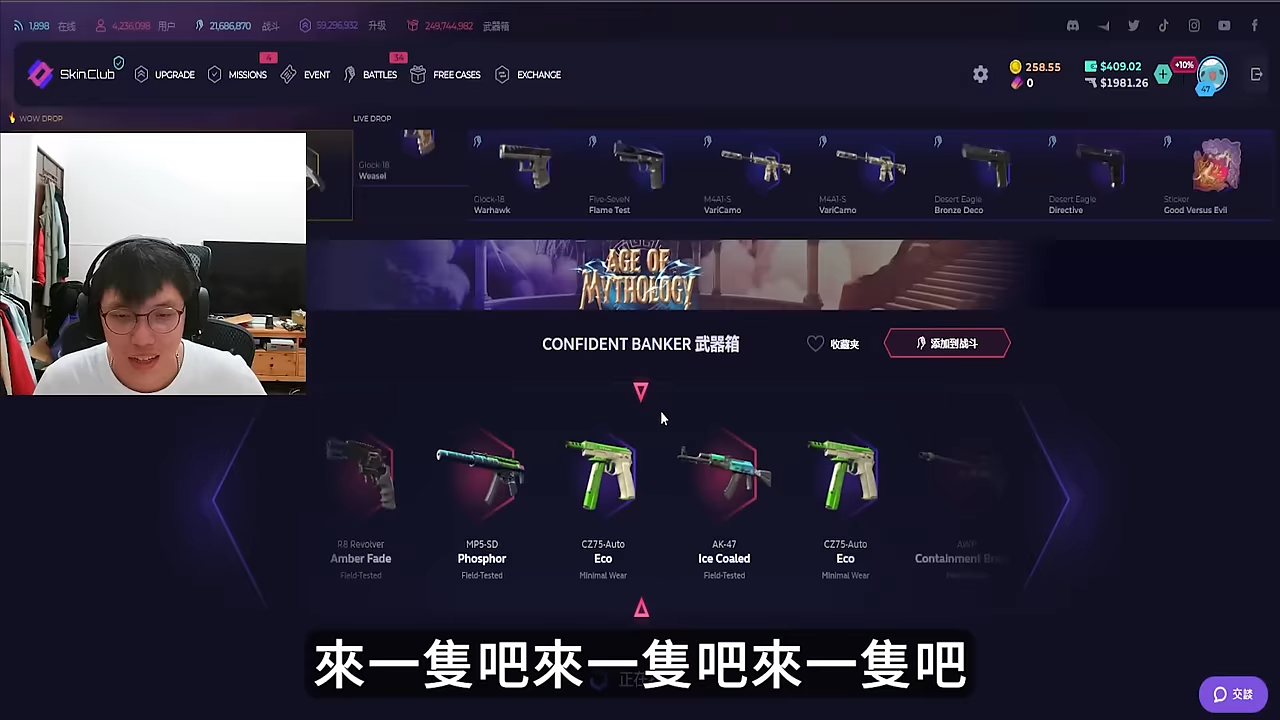 1,898 在线 4,236,098 用户 21,686,870 战斗 59,296,932 升级 249,744,982 武器箱
Skin.Club UPGRADE MISSIONS 4 EVENT BATTLES 34 FREE CASES EXCHANGE
258.55 $409.02 +10%
0 $1981.26 47
WOW DROP LIVE DROP
Glock-18
Weasel
Glock-18
Warhawk
Five-SeveN
Flame Test
M4A1-S
VariCamo
M4A1-S
VariCamo
Desert Eagle
Bronze Deco
Desert Eagle
Directive
Sticker
Good Versus Evil
AGE OF
MYTHOLOGY
CONFIDENT BANKER 武器箱 收藏夹 添加到战斗
R8 Revolver
Amber Fade
Field-Tested
MP5-SD
Phosphor
Field-Tested
CZ75-Auto
Eco
Minimal Wear
AK-47
Ice Coaled
Field-Tested
CZ75-Auto
Eco
Minimal Wear
AWP
Containment
來一隻吧來一隻吧來一隻吧
交談